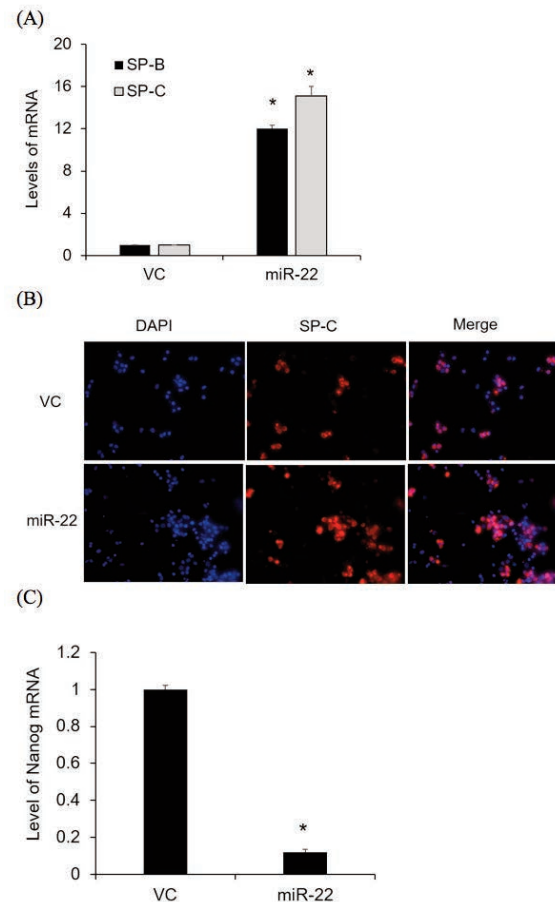 (A)
Levels of mRNA
20
16
12
8
4
0
SP-B
SP-C
*
*
VC
miR-22
(B)
DAPI
SP-C
Merge
VC
miR-22
(C)
Level of Nanog mRNA
1.2
1
0.8
0.6
0.4
0.2
0
*
VC
miR-22